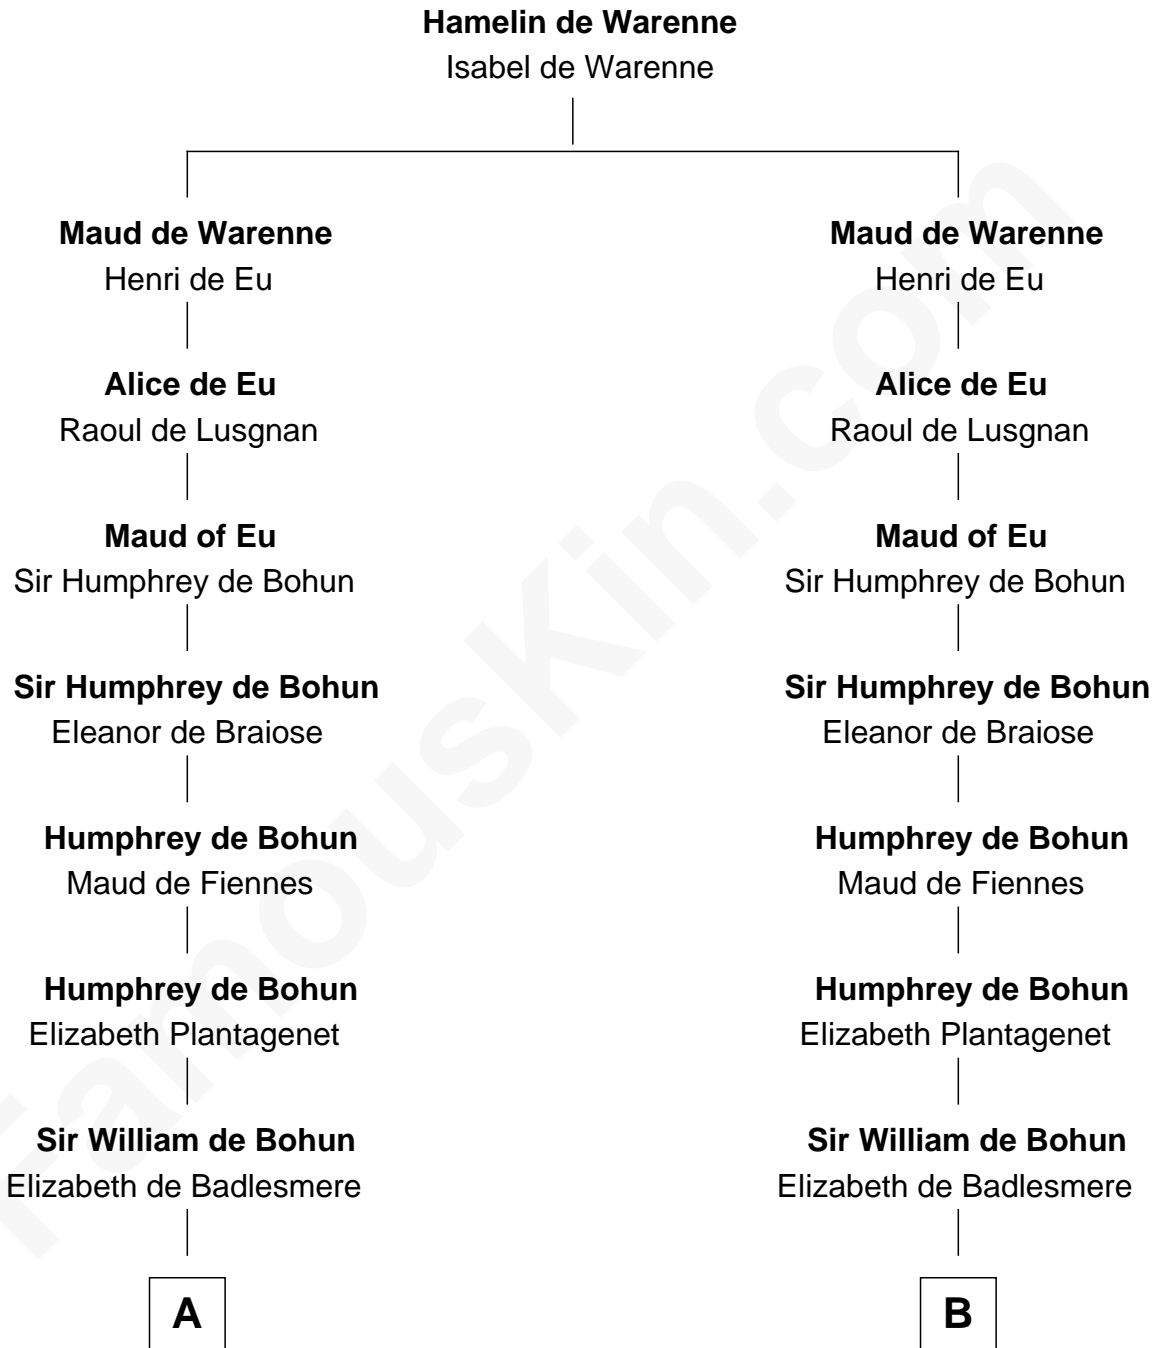 Hamelin de Warenne
Isabel de Warenne
Maud de Warenne Maud de Warenne
Henri de Eu Henri de Eu
Alice de Eu Alice de Eu
Raoul de Lusgnan Raoul de Lusgnan
Maud of Eu Maud of Eu
Sir Humphrey de Bohun Sir Humphrey de Bohun
Sir Humphrey de Bohun Sir Humphrey de Bohun
Eleanor de Braiose Eleanor de Braiose
Humphrey de Bohun Humphrey de Bohun
Maud de Fiennes Maud de Fiennes
Humphrey de Bohun Humphrey de Bohun
Elizabeth Plantagenet Elizabeth Plantagenet
Sir William de Bohun Sir William de Bohun
Elizabeth de Badlesmere Elizabeth de Badlesmere
A B
FamousKin.com